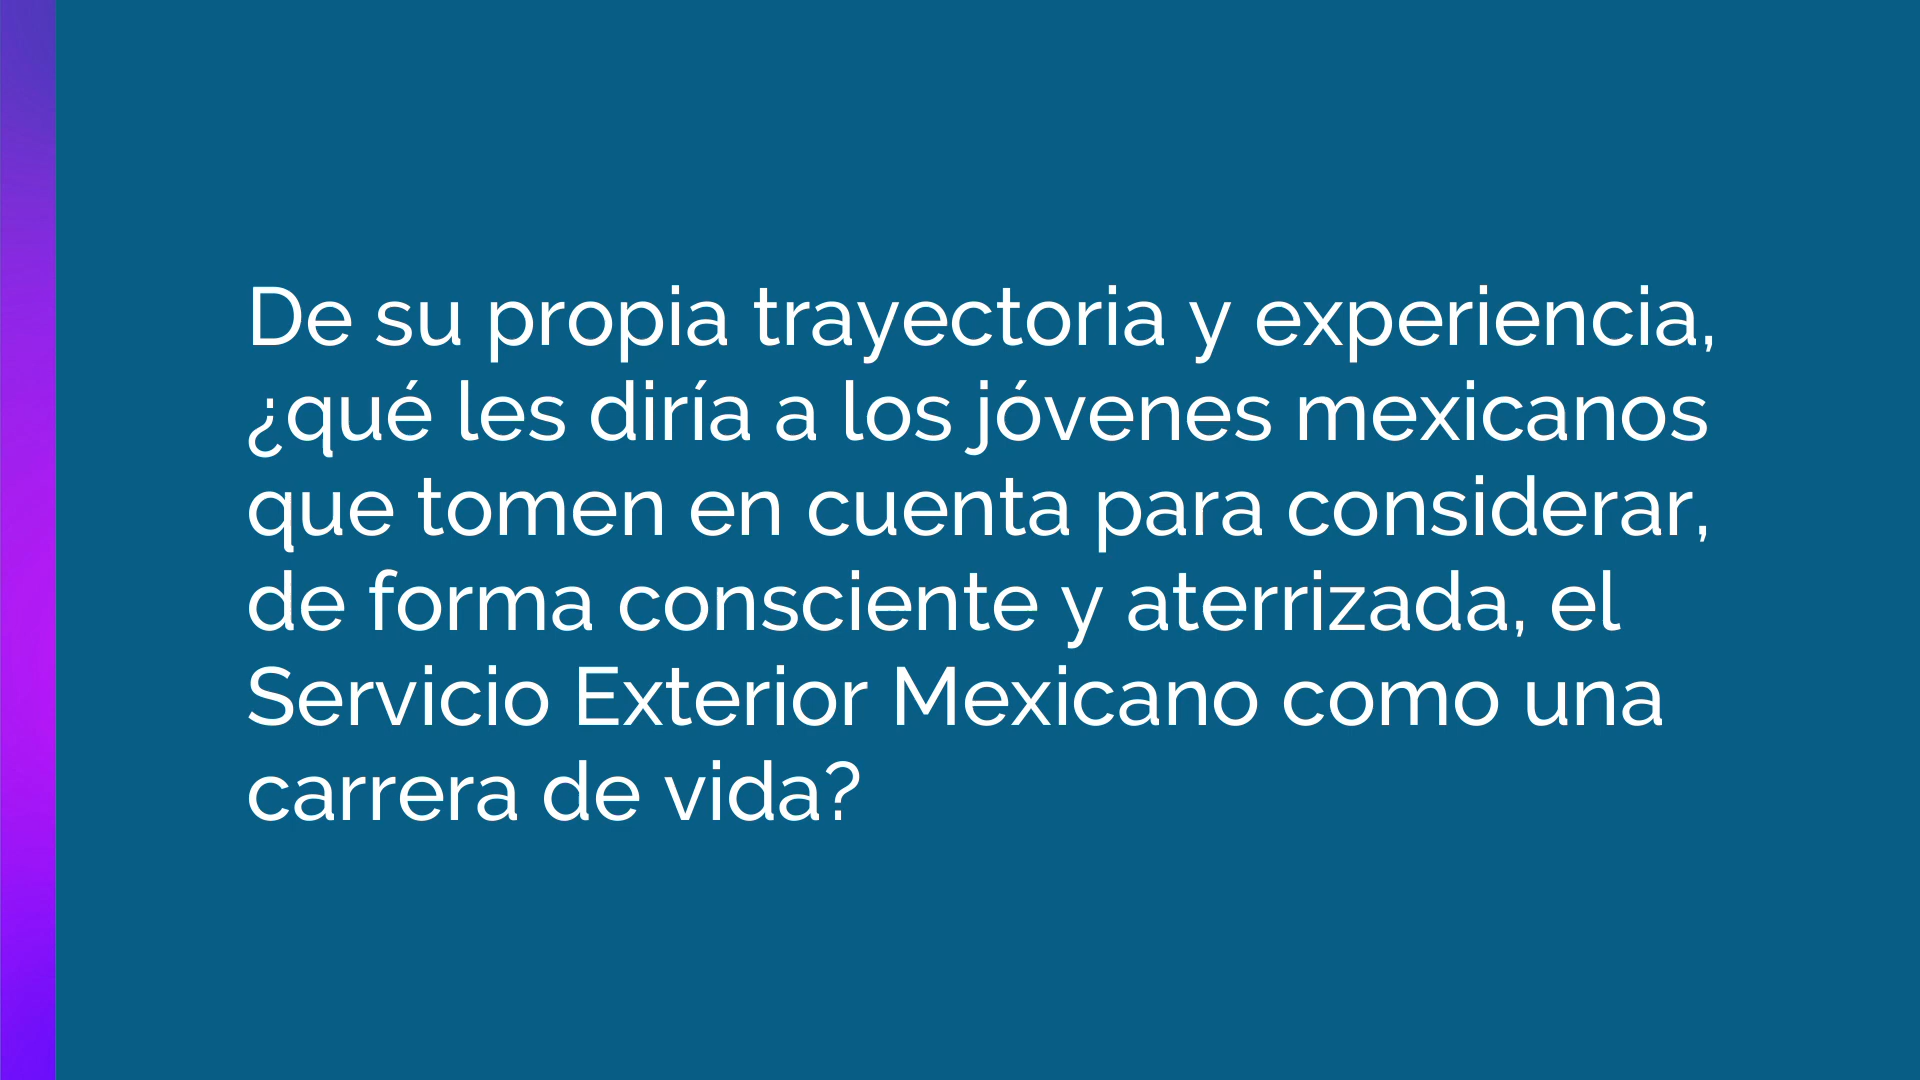 De su propia trayectoria y experiencia,
¿qué les diría a los jóvenes mexicanos
que tomen en cuenta para considerar,
de forma consciente y aterrizada, el
Servicio Exterior Mexicano como una
carrera de vida?